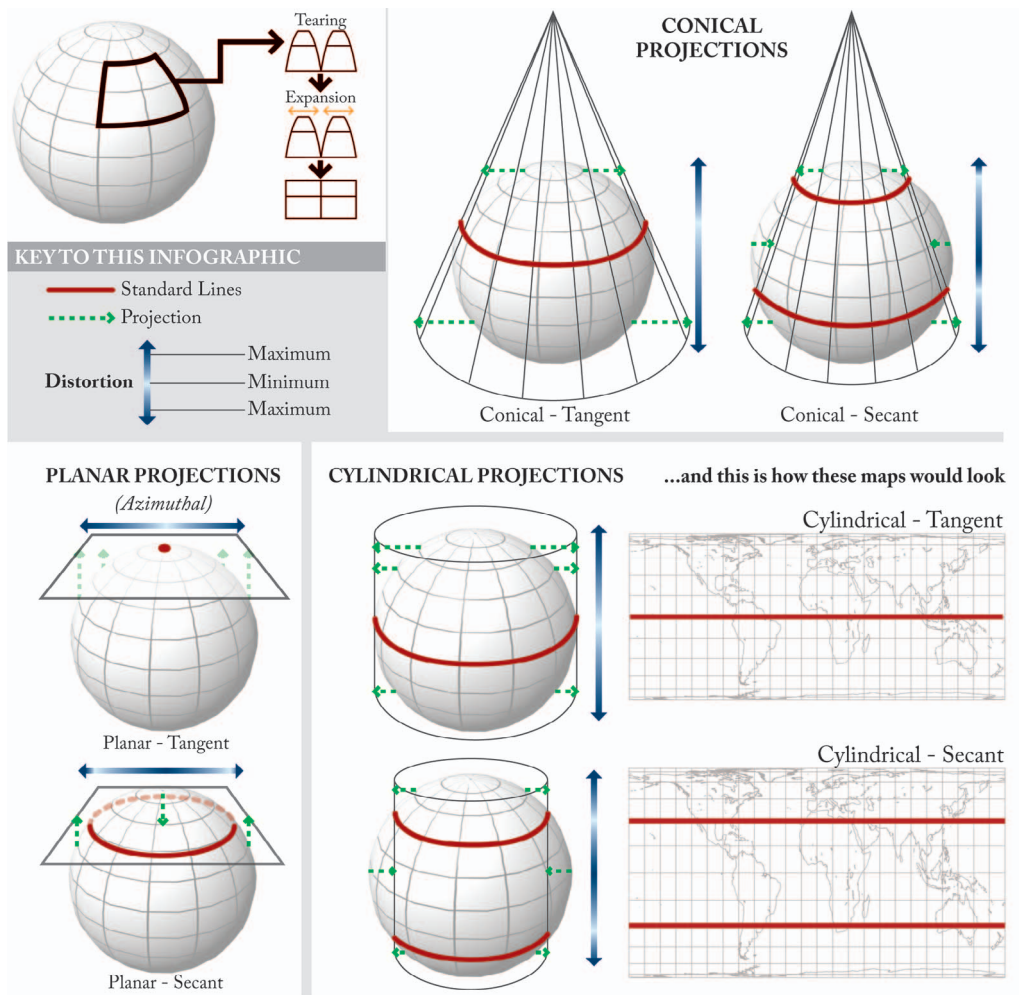 Tearing
Expansion
KEY TO THIS INFOGRAPHIC
Standard Lines
Projection
Distortion
Maximum
Minimum
Maximum
CONICAL
PROJECTIONS
Conical - Tangent
Conical - Secant
PLANAR PROJECTIONS
(Azimuthal)
Planar - Tangent
Planar - Secant
CYLINDRICAL PROJECTIONS
...and this is how these maps would look
Cylindrical - Tangent
Cylindrical - Secant